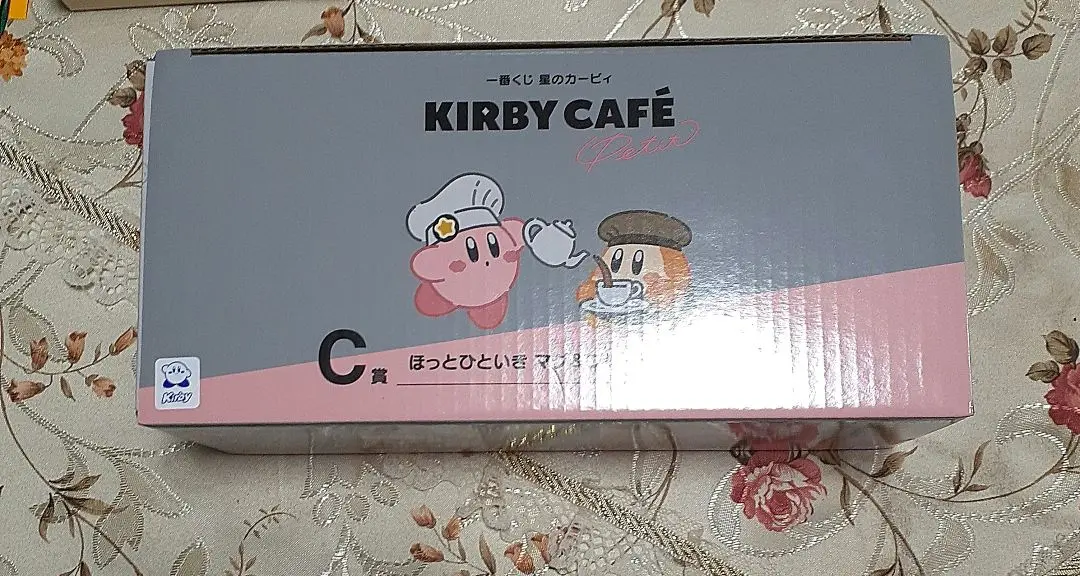 一番くじ 星のカービィ
KIRBY CAFÉ
Petit
C賞 ほっとひといき マグ&
Kirby